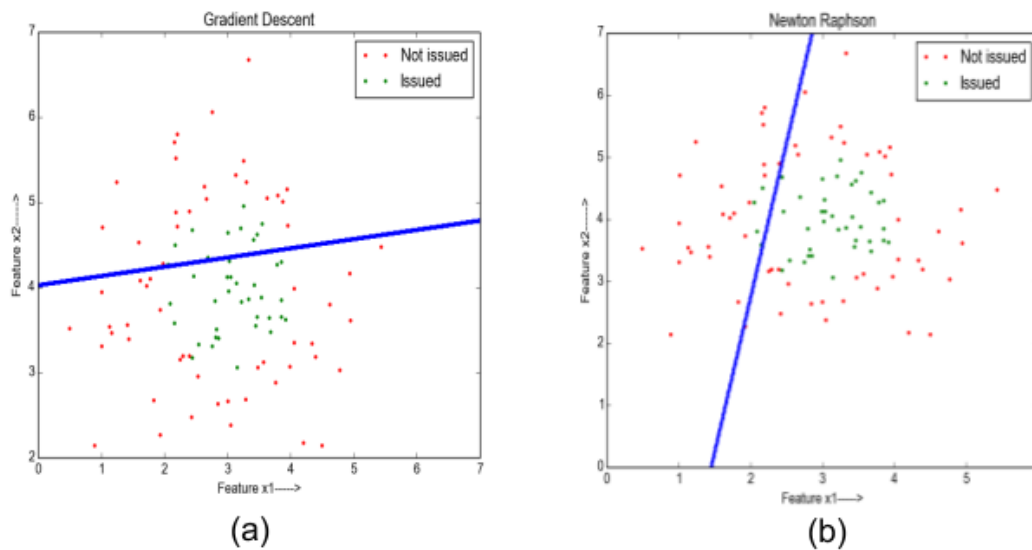 Gradient Descent
7
6
5
4
3
2
0 1 2 3 4 5 6 7
Feature x2----->
Feature x1----->
Not issued
Issued
(a)
Newton Raphson
7
6
5
4
3
2
1
0
0 1 2 3 4 5
Feature x2----->
Feature x1---->
Not issued
Issued
(b)